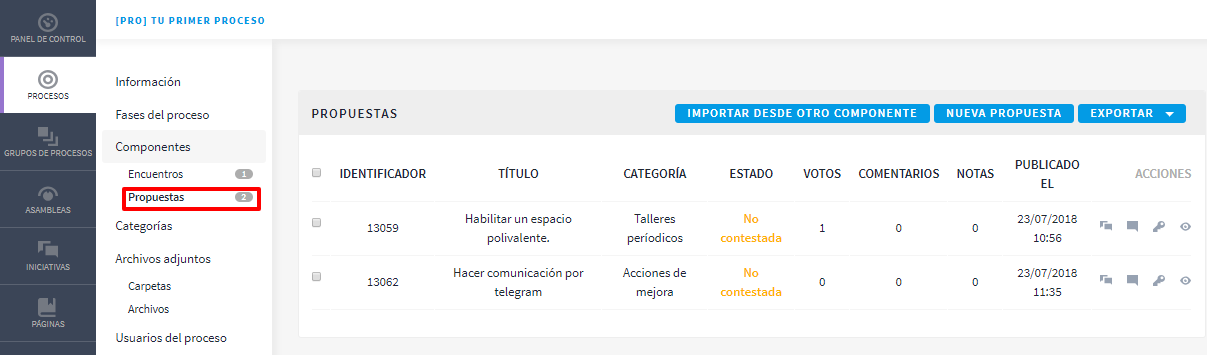 PANEL DE CONTROL
PROCESOS
GRUPOS DE PROCESOS
ASAMBLEAS
INICIATIVAS
PÁGINAS
[PRO] TU PRIMER PROCESO
Información
Fases del proceso
Componentes
Encuentros 1
Propuestas 2
Categorías
Archivos adjuntos
Carpetas
Archivos
Usuarios del proceso
PROPUESTAS IMPORTAR DESDE OTRO COMPONENTE NUEVA PROPUESTA EXPORTAR
IDENTIFICADOR TÍTULO CATEGORÍA ESTADO VOTOS COMENTARIOS NOTAS PUBLICADO EL ACCIONES
13059 Habilitar un espacio polivalente. Talleres períodicos No contestada 1 0 0 23/07/2018 10:56
13062 Hacer comunicación por telegram Acciones de mejora No contestada 0 0 0 23/07/2018 11:35